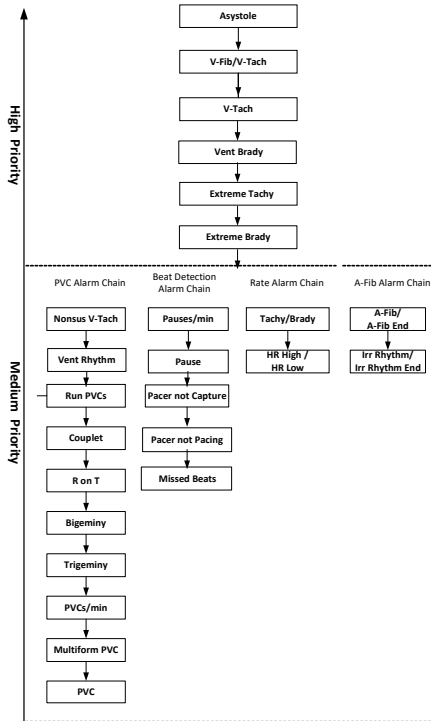 Asystole
V-Fib/V-Tach
V-Tach
Vent Brady
Extreme Tachy
Extreme Brady
High Priority
PVC Alarm Chain
Nonsus V-Tach
Vent Rhythm
Run PVCs
Couplet
R on T
Bigeminy
Trigeminy
PVCs/min
Multiform PVC
PVC
Beat Detection
Alarm Chain
Pauses/min
Pause
Pacer not Capture
Pacer not Pacing
Missed Beats
Rate Alarm Chain
Tachy/Brady
HR High /
HR Low
A-Fib Alarm Chain
A-Fib/
A-Fib End
Irr Rhythm/
Irr Rhythm End
Medium Priority